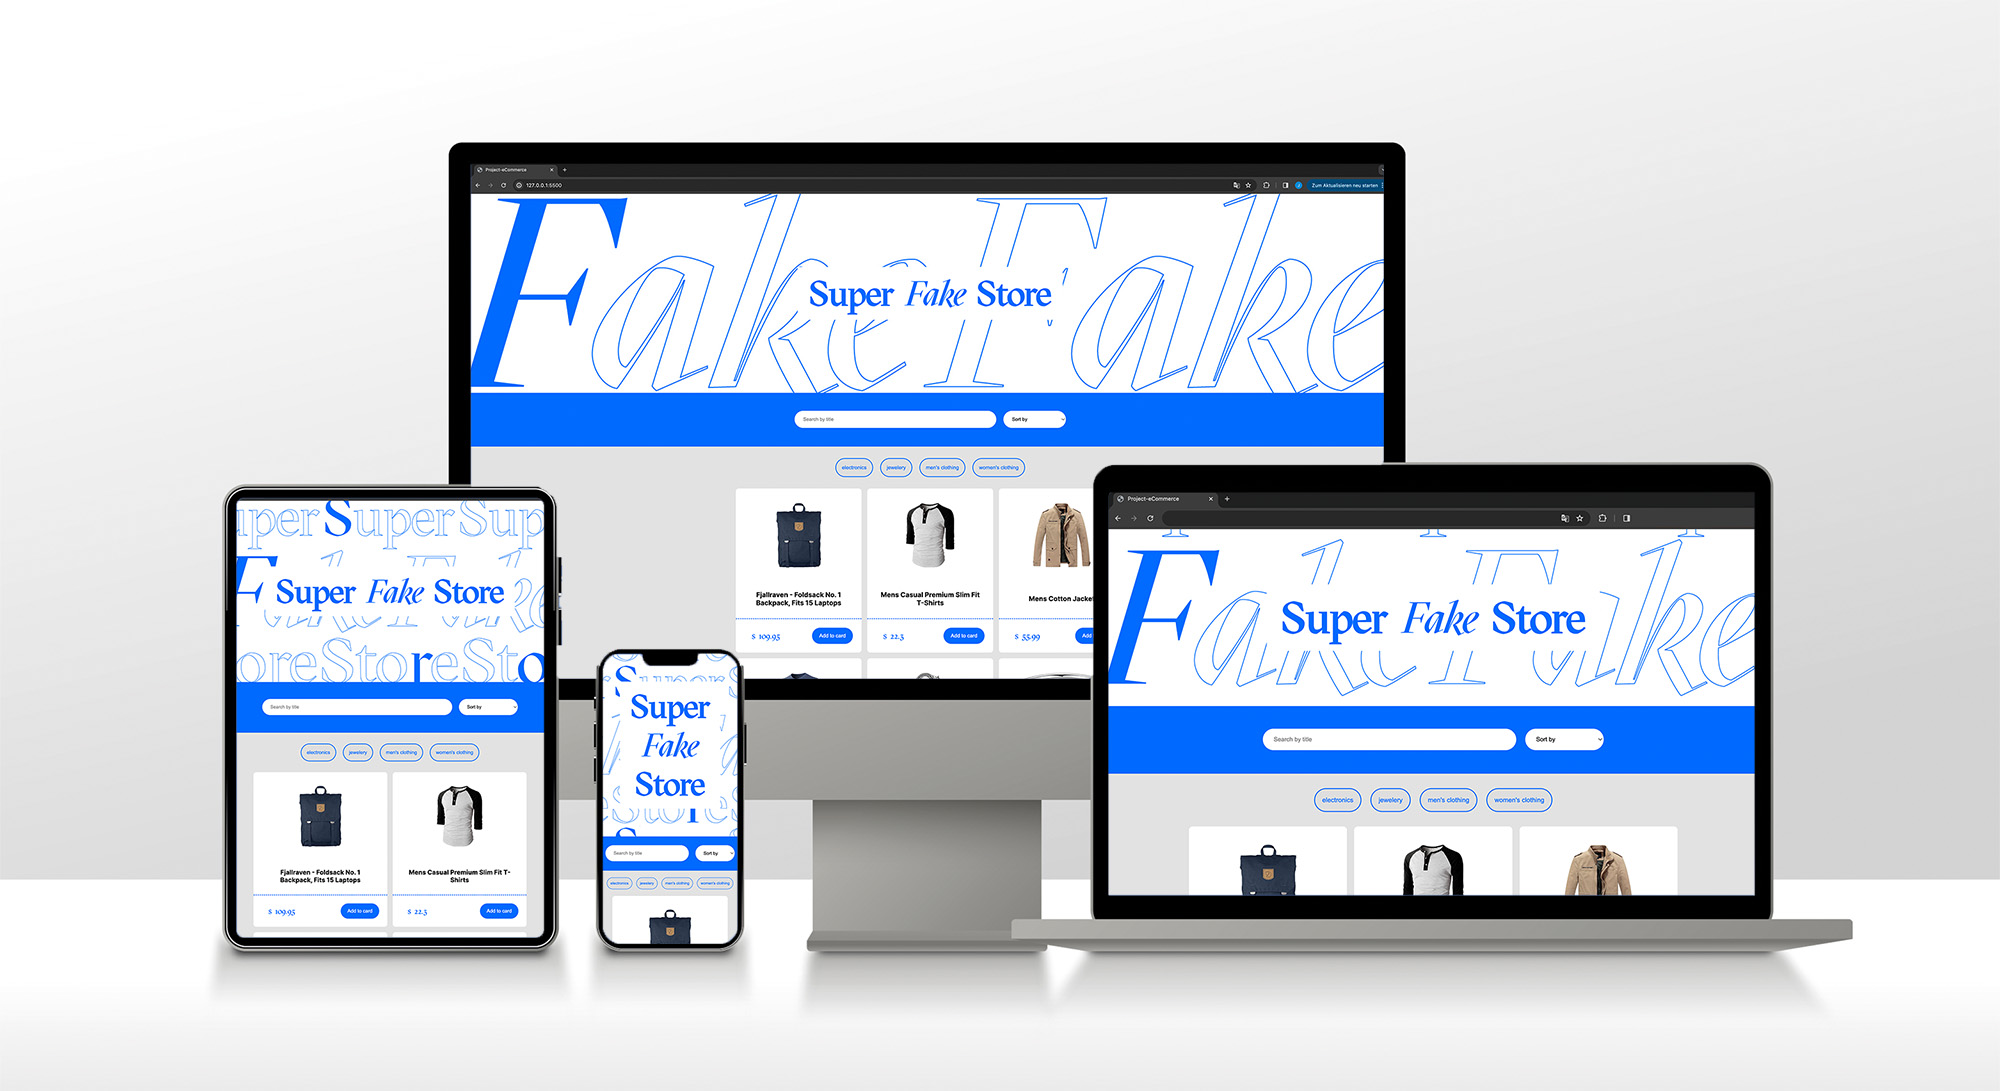 Project-eCommerce
127.0.0.1:5500
Zum Aktualisieren neu starten
Fake Fake
Super Fake Store
Search by title
Sort by
electronics
jewelery
men's clothing
women's clothing
Fjallraven - Foldsack No. 1
Backpack, Fits 15 Laptops
$ 109.95
Add to card
Mens Casual Premium Slim Fit
T-Shirts
$ 22.3
Add to card
Mens Cotton Jacket
$ 55.99
Add
uper Super Sup
Super Fake Store
ore Store Sto
Search by title
Sort by
electronics
jewelery
men's clothing
women's clothing
Fjallraven - Foldsack No. 1
Backpack, Fits 15 Laptops
$ 109.95
Add to card
Mens Casual Premium Slim Fit T-
Shirts
$ 22.3
Add to card
Super
Fake
Store
Search by title
Sort by
electronics
jewelery
men's clothing
women's clothing
Project-eCommerce
Fake Fake
Super Fake Store
Search by title
Sort by
electronics
jewelery
men's clothing
women's clothing